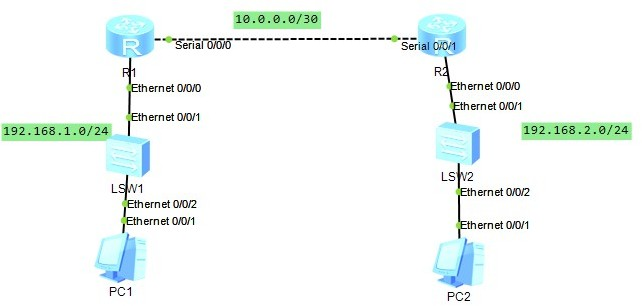 10.0.0.0/30
Serial 0/0/0
Serial 0/0/1
R1
R2
Ethernet 0/0/0
Ethernet 0/0/0
Ethernet 0/0/1
Ethernet 0/0/1
192.168.1.0/24
192.168.2.0/24
LSW1
LSW2
Ethernet 0/0/2
Ethernet 0/0/2
Ethernet 0/0/1
Ethernet 0/0/1
PC1
PC2